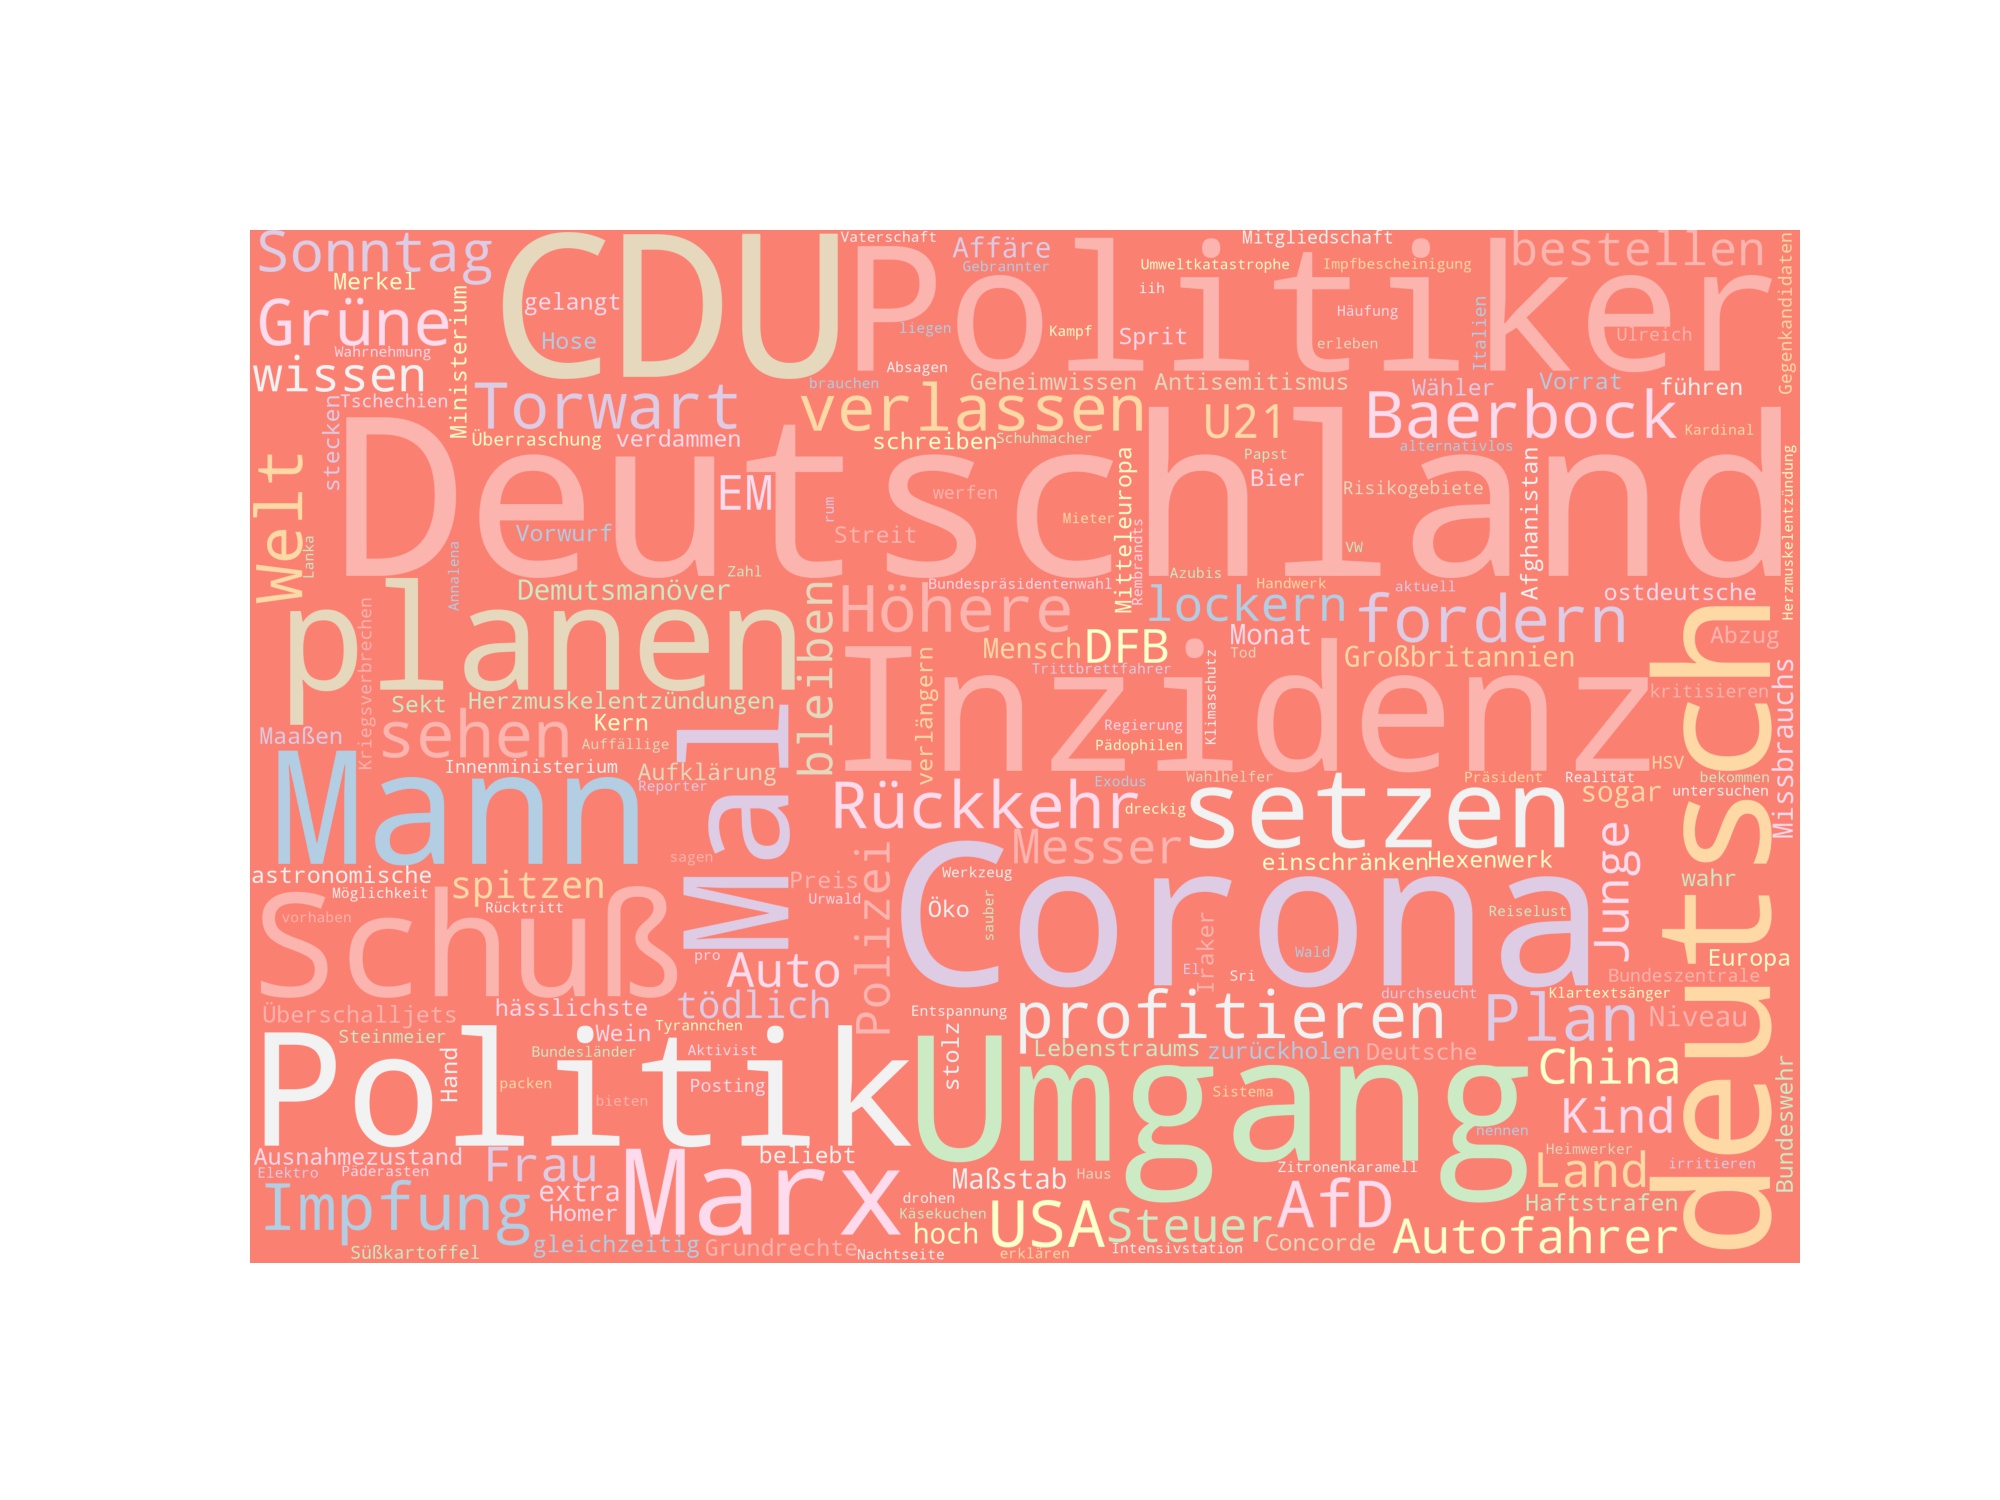 Sonntag
CDU
Vaterschaft
Politiker
Affäre
Gebrannter
Mitgliedschaft
bestellen
Gegenkandidaten
Merkel
Umweltkatastrophe
Impfbescheinigung
iih
Grüne
Ministerium
gelangt
Hose
liegen
Kampf
Sprit
Häufung
erleben
Italien
Ulreich
Wahrnehmung
wissen
Absagen
Tschechien
stecken
Torwart
brauchen
verlassen
Geheimwissen
Antisemitismus
Wähler
Vorrat
führen
U21
Baerbock
Kardinal
Überraschung
verdammen
schreiben
Schuhmacher
alternativlos
Deutschland
Welt
Lanka
EM
Papst
Bier
Risikogebiete
Afghanistan
Herzmuskelentzündung
Vorwurf
rum
werfen
Streit
Mieter
Mitteleuropa
Rembrandts
VW
Annalena
Zahl
planen
Demutsmanöver
bleiben
Bundespräsidentenwahl
Azubis
Handwerk
aktuell
ostdeutsche
Höhere
lockern
fordern
deutsch
Kriegsverbrechen
Mensch
DFB
Monat
Tod
Abzug
Großbritannien
Trittbrettfahrer
Klimaschutz
Inzidenz
verlängern
kritisieren
Missbrauchs
Sekt
Herzmuskelentzündungen
Maaßen
sehen
Kern
Auffällige
Mal
Regierung
Pädophilen
HSV
Mann
Innenministerium
Aufklärung
Reporter
Exodus
Wahlhelfer
Präsident
Realität
bekommen
untersuchen
Rückkehr
dreckig
setzen
sogar
Junge
sagen
Polizei
Messer
einschränken
Hexenwerk
astronomische
Möglichkeit
spitzen
Preis
Urwald
Werkzeug
Corona
wahr
Schuß
vorhaben
Rücktritt
Öko
sauber
Reiselust
Iraker
Wald
pro
Auto
El
Sri
Europa
Bundeszentrale
Überschalljets
hässlichste
tödlich
Entspannung
profitieren
durchseucht
Klartextsänger
Plan
Niveau
Steinmeier
Wein
Tyrannchen
stolz
Politik
Hand
Bundesländer
Aktivist
Lebenstraums
zurückholen
Deutsche
China
Bundeswehr
packen
Posting
bieten
Umgang
Sistema
Kind
nennen
Ausnahmezustand
Elektro
Päderasten
Frau
Marx
beliebt
Maßstab
Haus
Zitronenkaramell
Heimwerker
Land
irritieren
Impfung
extra
Homer
drohen
Käsekuchen
hoch
USA
Steuer
AfD
Haftstrafen
Autofahrer
Süßkartoffel
gleichzeitig
Grundrechte
Nachtseite
erklären
Intensivstation
Concorde